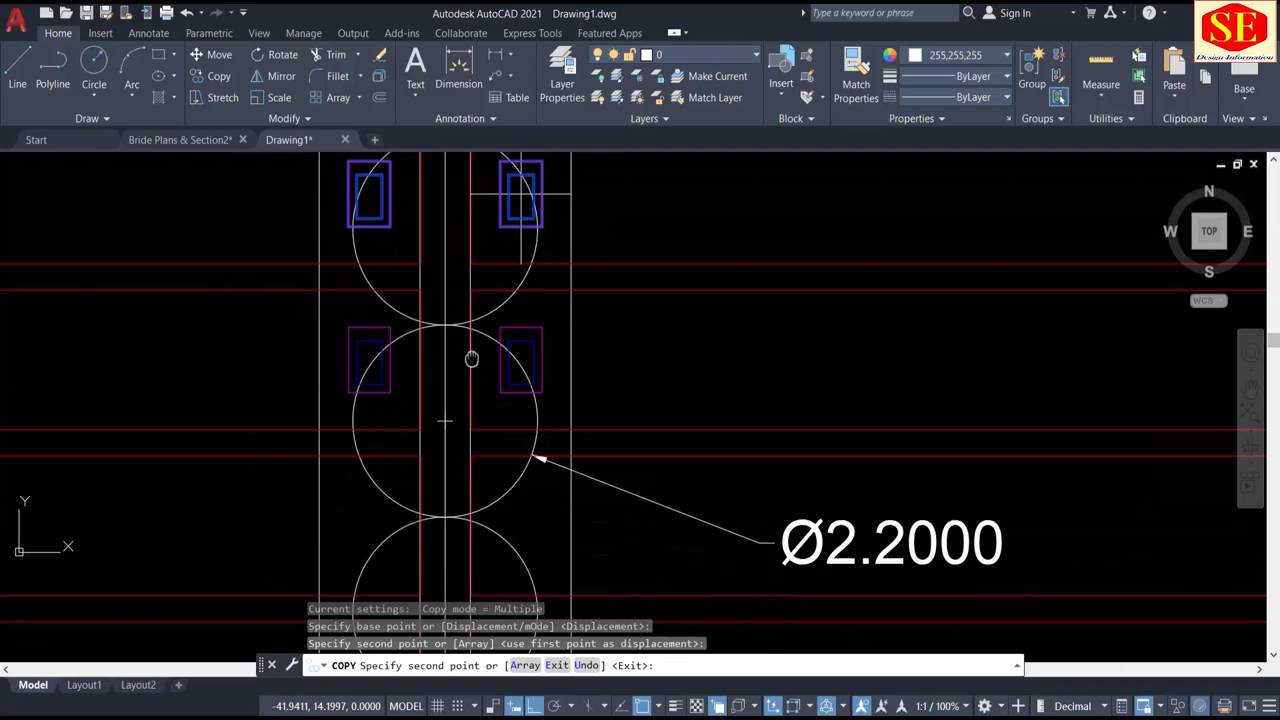 Autodesk AutoCAD 2021 Drawing1.dwg
Type a keyword or phrase
Sign In
SE
Design Information
Home Insert Annotate Parametric View Manage Output Add-ins Collaborate Express Tools Featured Apps
Line Polyline Circle Arc
Move Rotate Trim
Copy Mirror Fillet
Stretch Scale Array
Text Dimension Table
Layer Properties
0
Make Current
Match Layer
Insert
Match Properties
255,255,255
ByLayer
ByLayer
Group
Measure
Paste
Base
Draw Modify Annotation Layers Block Properties Groups Utilities Clipboard View
Start Bride Plans & Section2* Drawing1*
N
W TOP E
S
WCS
Ø2.2000
Y
X
Current settings: Copy mode = Multiple
Specify base point or [Displacement/mOde] <Displacement>:
Specify second point or [Array] <use first point as displacement>:
COPY Specify second point or [Array Exit Undo] <Exit>:
Model Layout1 Layout2 +
-41.9411, 14.1997, 0.0000 MODEL 1:1 / 100% Decimal